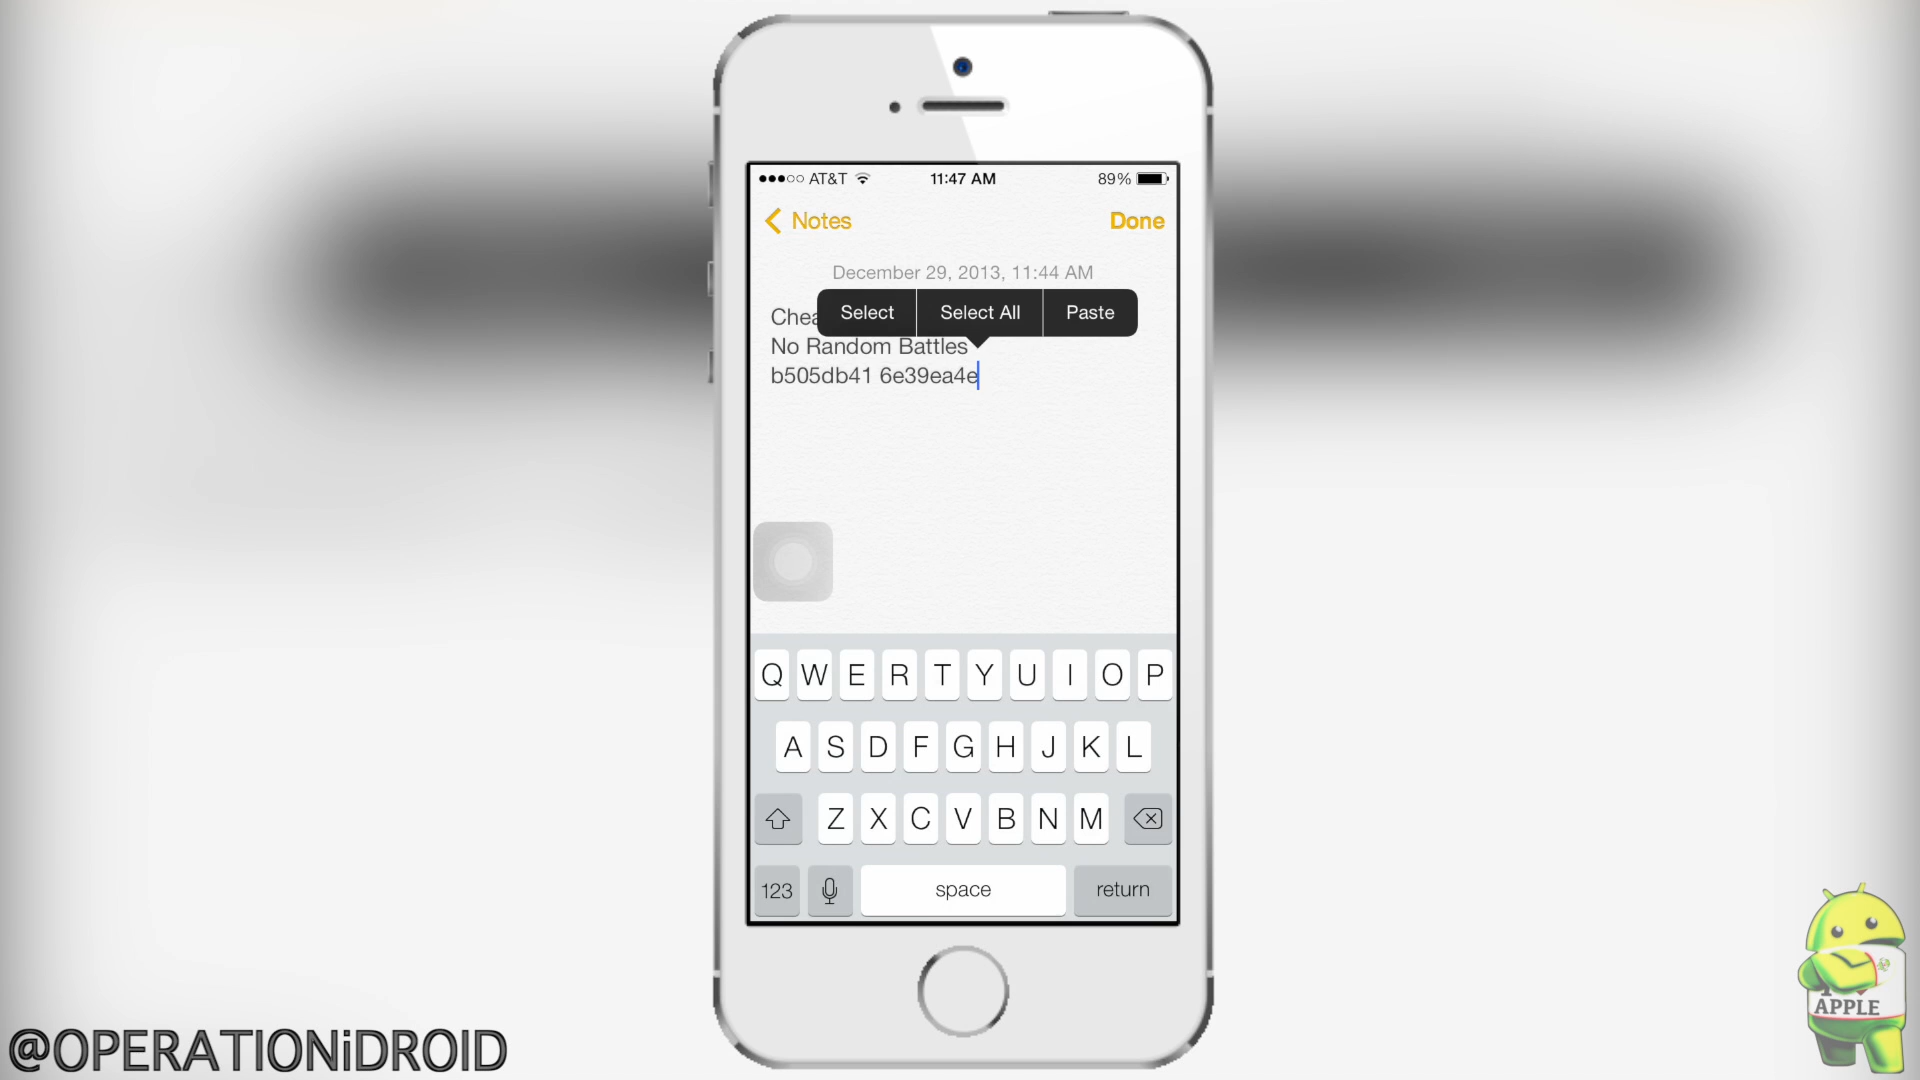 AT&T 11:47 AM 89%
Notes Done
December 29, 2013, 11:44 AM
Select Select All Paste
No Random Battles
b505db41 6e39ea4e
Q W E R T Y U I O P
A S D F G H J K L
Z X C V B N M
123 space return
APPLE
@OPERATIONiDROID